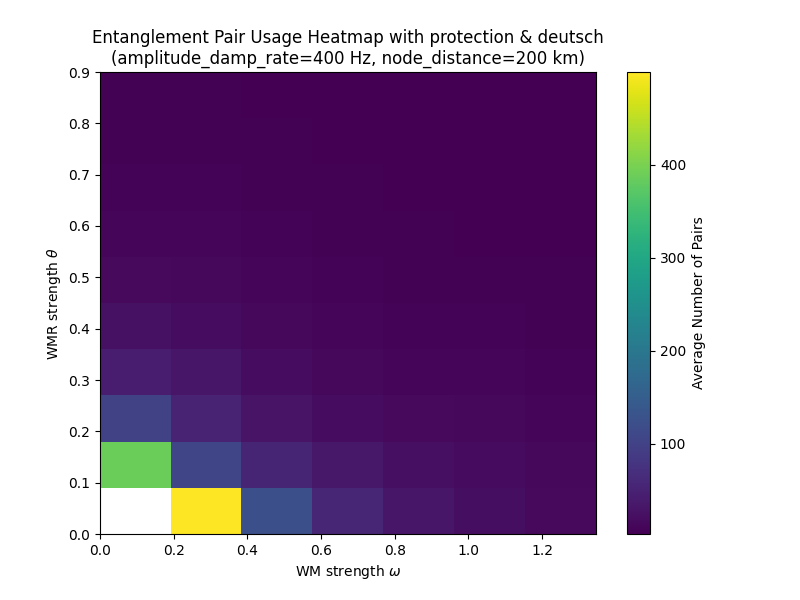 Entanglement Pair Usage Heatmap with protection & deutsch
(amplitude_damp_rate=400 Hz, node_distance=200 km)
0.9
0.8
0.7
0.6
0.5
0.4
0.3
0.2
0.1
0.0
WMR strength θ
0.0 0.2 0.4 0.6 0.8 1.0 1.2
WM strength ω
400
300
200
100
Average Number of Pairs